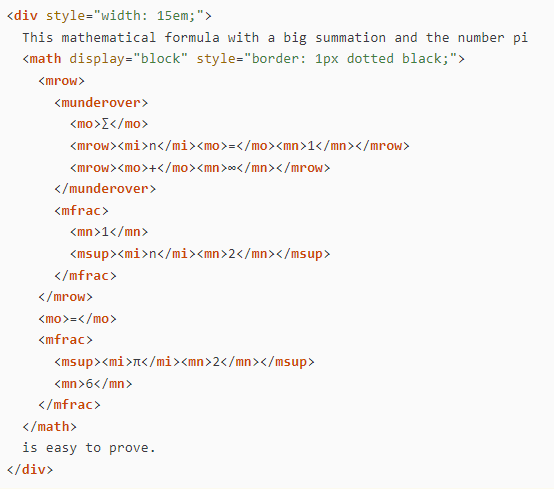 <div style="width: 15em;">
  This mathematical formula with a big summation and the number pi
  <math display="block" style="border: 1px dotted black;">
    <mrow>
      <munderover>
        <mo>∑</mo>
        <mrow><mi>n</mi><mo>=</mo><mn>1</mn></mrow>
        <mrow><mo>+</mo><mn>∞</mn></mrow>
      </munderover>
      <mfrac>
        <mn>1</mn>
        <msup><mi>n</mi><mn>2</mn></msup>
      </mfrac>
    </mrow>
    <mo>=</mo>
    <mfrac>
      <msup><mi>π</mi><mn>2</mn></msup>
      <mn>6</mn>
    </mfrac>
  </math>
  is easy to prove.
</div>